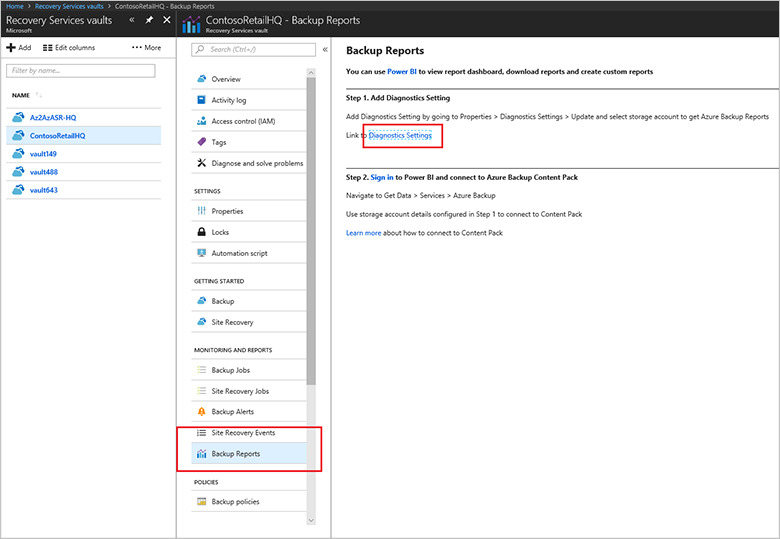 Home > Recovery Services vaults > ContosoRetailHQ - Backup Reports
Recovery Services vaults
Microsoft
Add
Edit columns
More
Filter by name...
NAME
Az2AzASR-HQ
ContosoRetailHQ
vault149
vault488
vault643
ContosoRetailHQ - Backup Reports
Recovery Services vault
Search (Ctrl+/)
Overview
Activity log
Access control (IAM)
Tags
Diagnose and solve problems
SETTINGS
Properties
Locks
Automation script
GETTING STARTED
Backup
Site Recovery
MONITORING AND REPORTS
Backup Jobs
Site Recovery Jobs
Backup Alerts
Site Recovery Events
Backup Reports
POLICIES
Backup policies
Backup Reports
You can use Power BI to view report dashboard, download reports and create custom reports
Step 1. Add Diagnostics Setting
Add Diagnostics Setting by going to Properties > Diagnostics Settings > Update and select storage account to get Azure Backup Reports
Link to Diagnostics Settings
Step 2. Sign in to Power BI and connect to Azure Backup Content Pack
Navigate to Get Data > Services > Azure Backup
Use storage account details configured in Step 1 to connect to Content Pack
Learn more about how to connect to Content Pack